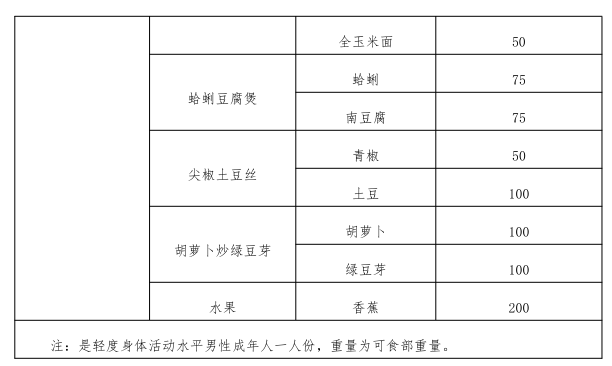 全玉米面 50
蛤蜊豆腐煲 蛤蜊 75
南豆腐 75
尖椒土豆丝 青椒 50
土豆 100
胡萝卜炒绿豆芽 胡萝卜 100
绿豆芽 100
水果 香蕉 200
注：是轻度身体活动水平男性成年人一人份，重量为可食部重量。